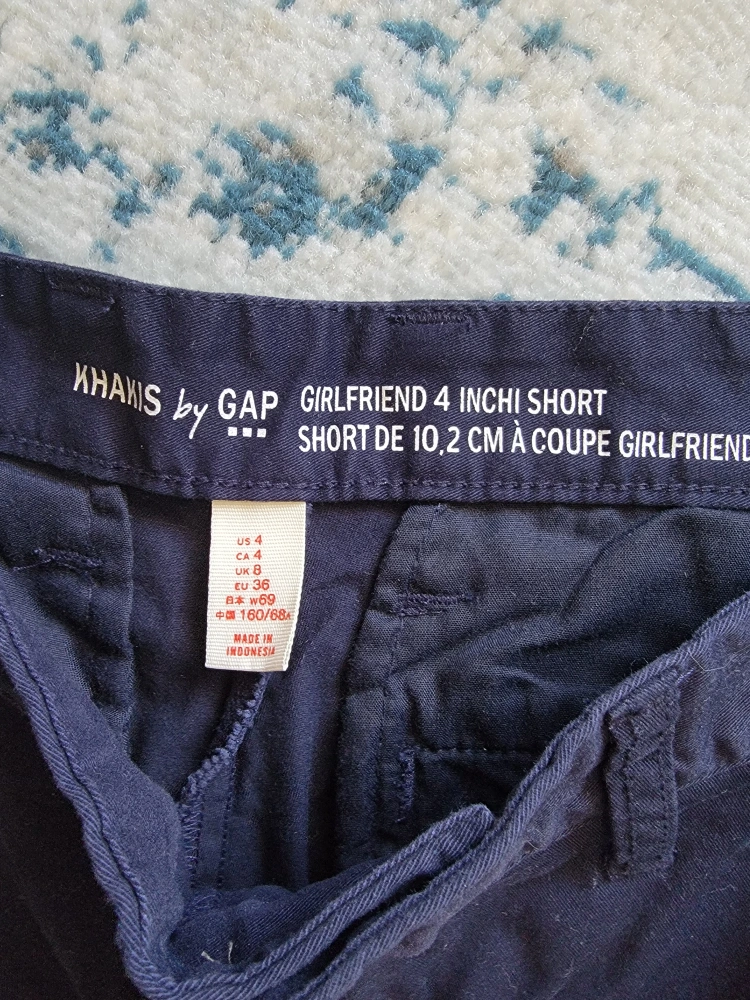 KHAKIS by GAP
GIRLFRIEND 4 INCHI SHORT
SHORT DE 10,2 CM À COUPE GIRLFRIEND
US 4
CA 4
UK 8
EU 36
日本 W69
中国 160/68A
MADE IN
INDONESIA